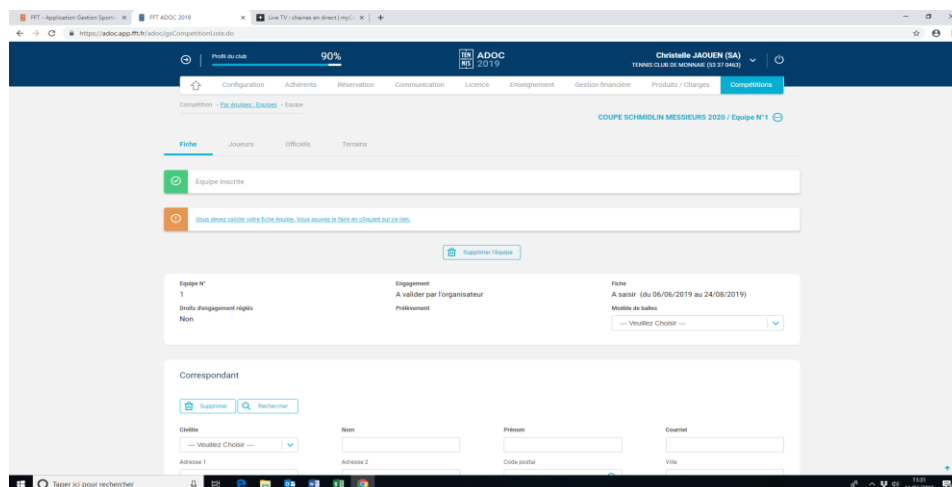 FFT - Application Gestion Sporti
FFT ADOC 2019
Live TV : chaines en direct | myC
https://adoc.app.fft.fr/adoc/gsCompetitionListe.do
Profil du club 90%
TEN NIS ADOC 2019
Christelle JAOUEN (SA)
TENNIS CLUB DE MONNAIE (53 37 0463)
Configuration Adhérents Réservation Communication Licence Enseignement Gestion financière Produits / Charges Compétitions
Compétition > Par équipes : Equipes > Equipe
COUPE SCHMIDLIN MESSIEURS 2020 / Equipe N°1
Fiche Joueurs Officiels Terrains
Equipe inscrite
Vous devez valider votre fiche équipe. Vous pouvez le faire en cliquant sur ce lien.
Supprimer l'équipe
Equipe N° Engagement Fiche
1 A valider par l'organisateur A saisir (du 06/06/2019 au 24/08/2019)
Droits d'engagement réglés Prélèvement Modèle de balles
Non
--- Veuillez Choisir ---
Correspondant
Supprimer Rechercher
Civilité Nom Prénom Courriel
--- Veuillez Choisir ---
Adresse 1 Adresse 2 Code postal Ville
Taper ici pour rechercher
11:31